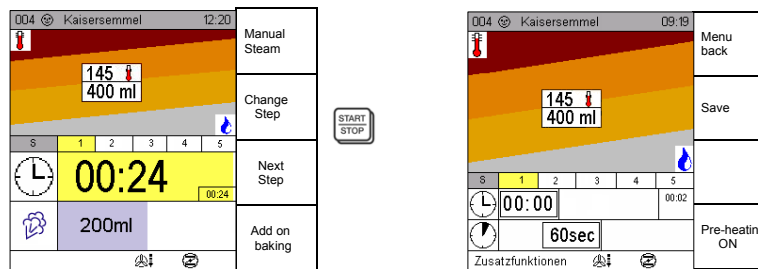 004 Kaisersemmel 12:20
145
400 ml
S 1 2 3 4 5
00:24
00:24
200ml
Manual
Steam
Change
Step
Next
Step
Add on
baking
START
STOP
004 Kaisersemmel 09:19
145
400 ml
S 1 2 3 4 5
00:00
00:02
60sec
Zusatzfunktionen
Menu
back
Save
Pre-heatin
ON